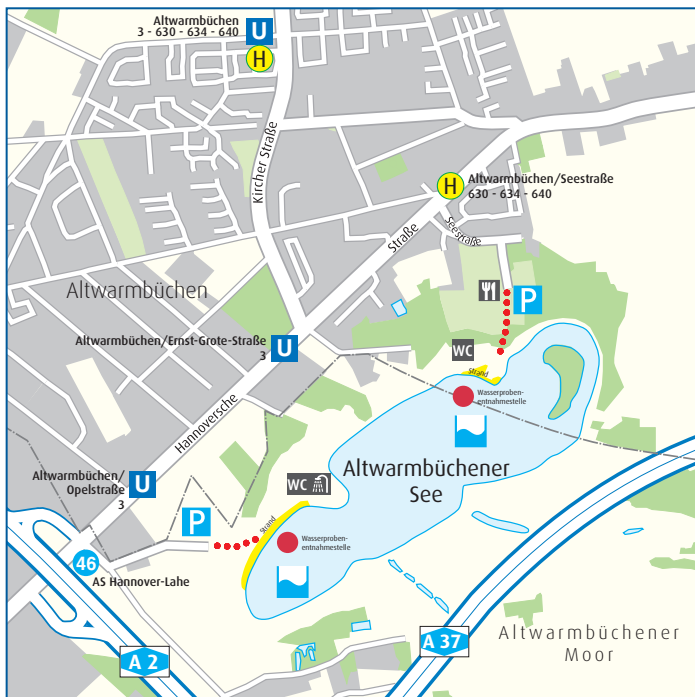 Altwarmbüchen
3 - 630 - 634 - 640
U
H
Kircher Straße
H
Altwarmbüchen/Seestraße
630 - 634 - 640
Seestraße
Straße
Altwarmbüchen
P
Altwarmbüchen/Ernst-Grote-Straße
3
U
WC
Strand
Wasserproben-
entnahmestelle
Hannoversche
Altwarmbüchener
See
Altwarmbüchen/
Opelstraße
3
U
WC
P
Strand
Wasserproben-
entnahmestelle
46
AS Hannover-Lahe
A 2
A 37
Altwarmbüchener
Moor